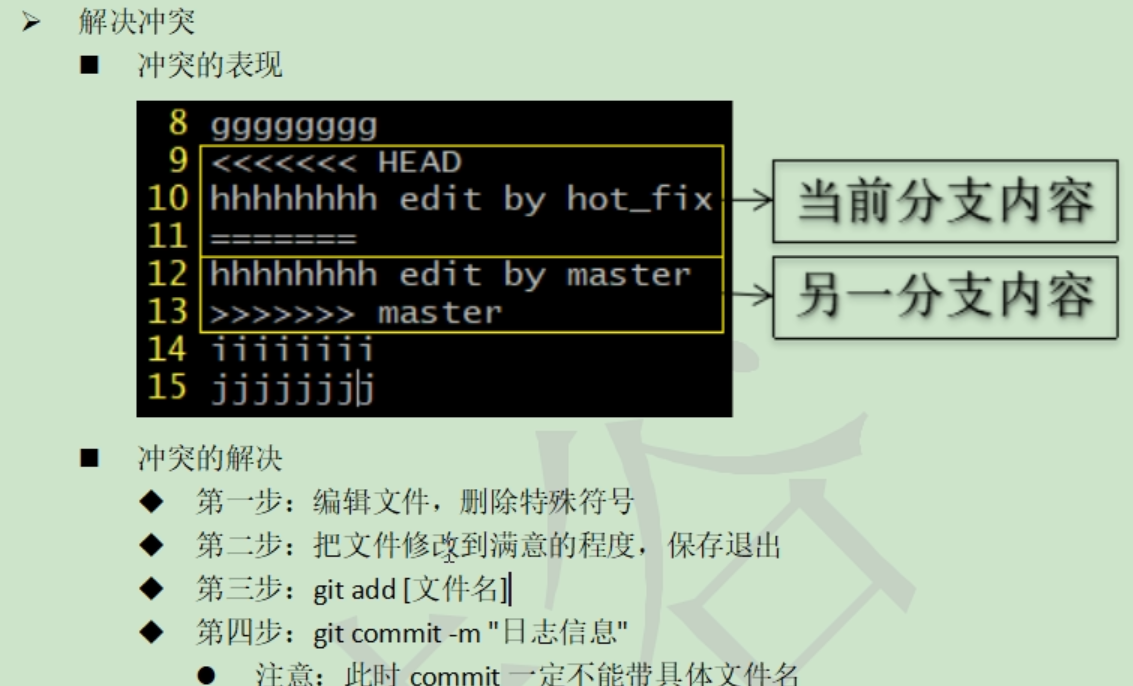 解决冲突
冲突的表现
8 gggggggg
9 <<<<<<< HEAD
10 hhhhhhhh edit by hot_fix
11 =======
12 hhhhhhhh edit by master
13 >>>>>>> master
14 iiiiiiii
15 jjjjjjjj
当前分支内容
另一分支内容
冲突的解决
第一步：编辑文件，删除特殊符号
第二步：把文件修改到满意的程度，保存退出
第三步：git add [文件名]
第四步：git commit -m "日志信息"
注意：此时 commit 一定不能带具体文件名